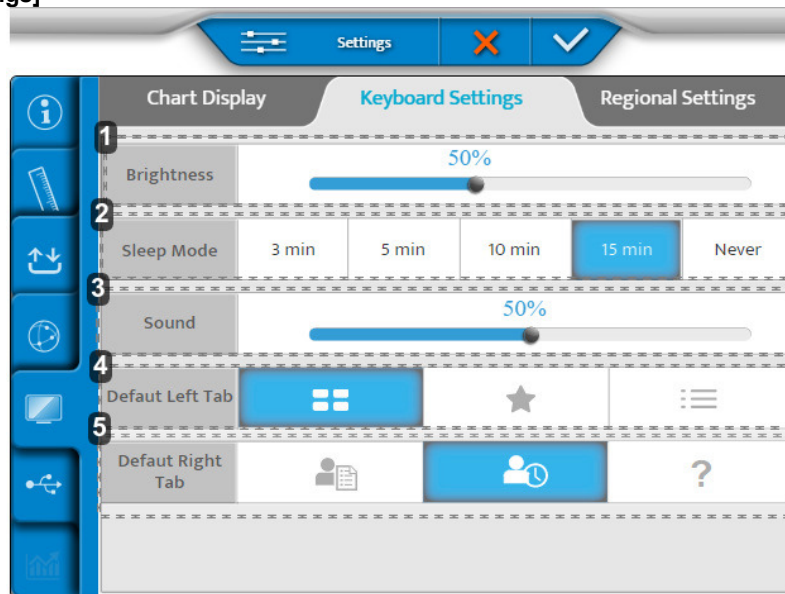 ngs]
Settings
Chart Display
Keyboard Settings
Regional Settings
1
50%
Brightness
2
Sleep Mode
3 min
5 min
10 min
15 min
Never
3
50%
Sound
4
Defaut Left Tab
5
Defaut Right
Tab
?